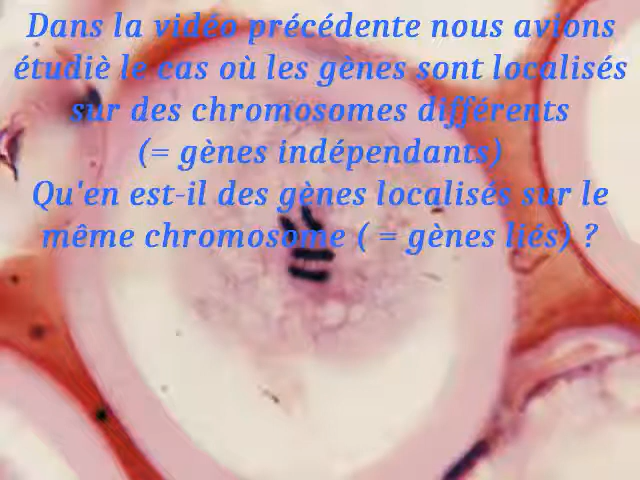 Dans la vidéo précédente nous avions
étudiè le cas où les gènes sont localisés
sur des chromosomes différents
(= gènes indépendants)
Qu'en est-il des gènes localisés sur le
même chromosome ( = gènes liés) ?